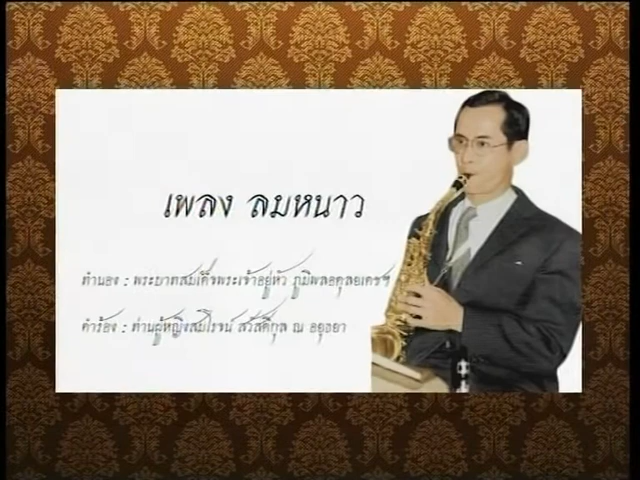 เพลง ลมหนาว
ทำนอง : พระบาทสมเด็จพระเจ้าอยู่หัว ภูมิพลอดุลยเดชฯ
คำร้อง : ท่านผู้หญิงสมโรจน์ สวัสดิ์กุล ณ อยุธยา